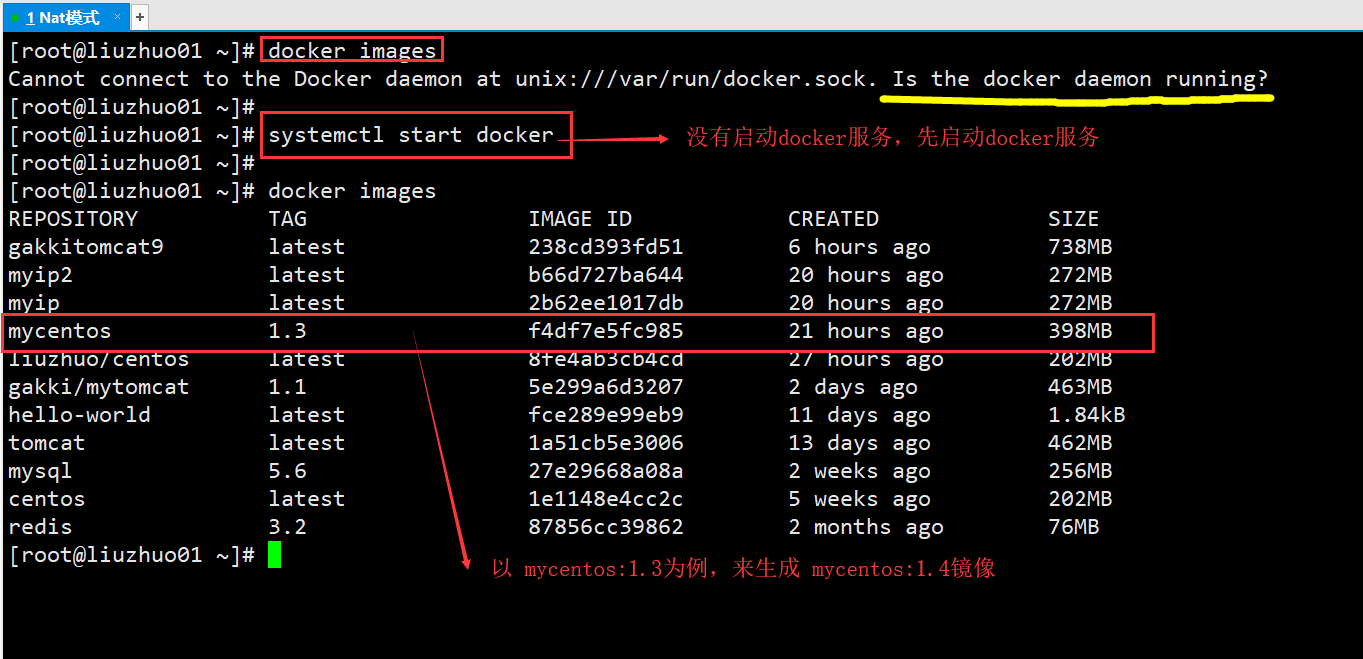 1 Nat模式 × +
[root@liuzhuo01 ~]# docker images
Cannot connect to the Docker daemon at unix:///var/run/docker.sock. Is the docker daemon running?
[root@liuzhuo01 ~]#
[root@liuzhuo01 ~]# systemctl start docker 没有启动docker服务，先启动docker服务
[root@liuzhuo01 ~]#
[root@liuzhuo01 ~]# docker images
REPOSITORY TAG IMAGE ID CREATED SIZE
gakkitomcat9 latest 238cd393fd51 6 hours ago 738MB
myip2 latest b66d727ba644 20 hours ago 272MB
myip latest 2b62ee1017db 20 hours ago 272MB
mycentos 1.3 f4df7e5fc985 21 hours ago 398MB
liuzhuo/centos latest 8fe4ab3cb4cd 27 hours ago 202MB
gakki/mytomcat 1.1 5e299a6d3207 2 days ago 463MB
hello-world latest fce289e99eb9 11 days ago 1.84kB
tomcat latest 1a51cb5e3006 13 days ago 462MB
mysql 5.6 27e29668a08a 2 weeks ago 256MB
centos latest 1e1148e4cc2c 5 weeks ago 202MB
redis 3.2 87856cc39862 2 months ago 76MB
[root@liuzhuo01 ~]#
以 mycentos:1.3为例，来生成 mycentos:1.4镜像